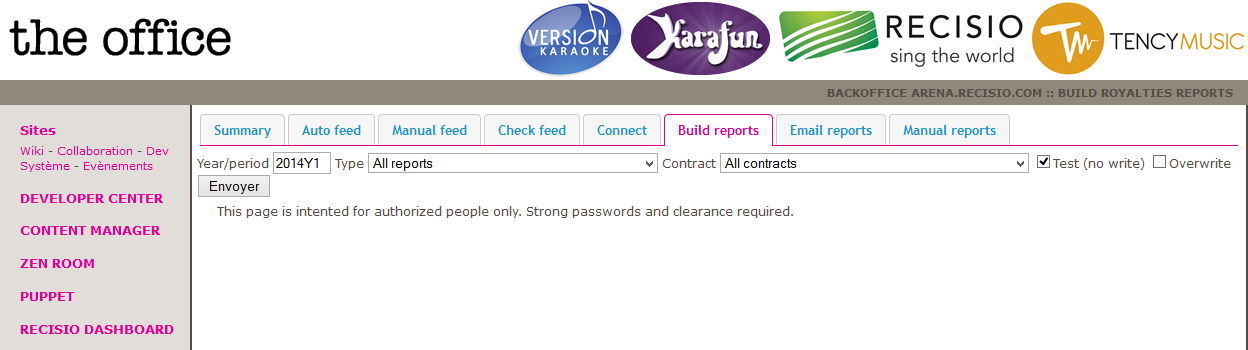 the office
VERSION KARAOKE
Karafun
RECISIO
sing the world
TM TENCYMUSIC
BACKOFFICE ARENA.RECISIO.COM :: BUILD ROYALTIES REPORTS
Sites
Wiki - Collaboration - Dev
Système - Evènements
DEVELOPER CENTER
CONTENT MANAGER
ZEN ROOM
PUPPET
RECISIO DASHBOARD
Summary Auto feed Manual feed Check feed Connect Build reports Email reports Manual reports
Year/period 2014Y1 Type All reports Contract All contracts Test (no write) Overwrite
Envoyer
This page is intented for authorized people only. Strong passwords and clearance required.